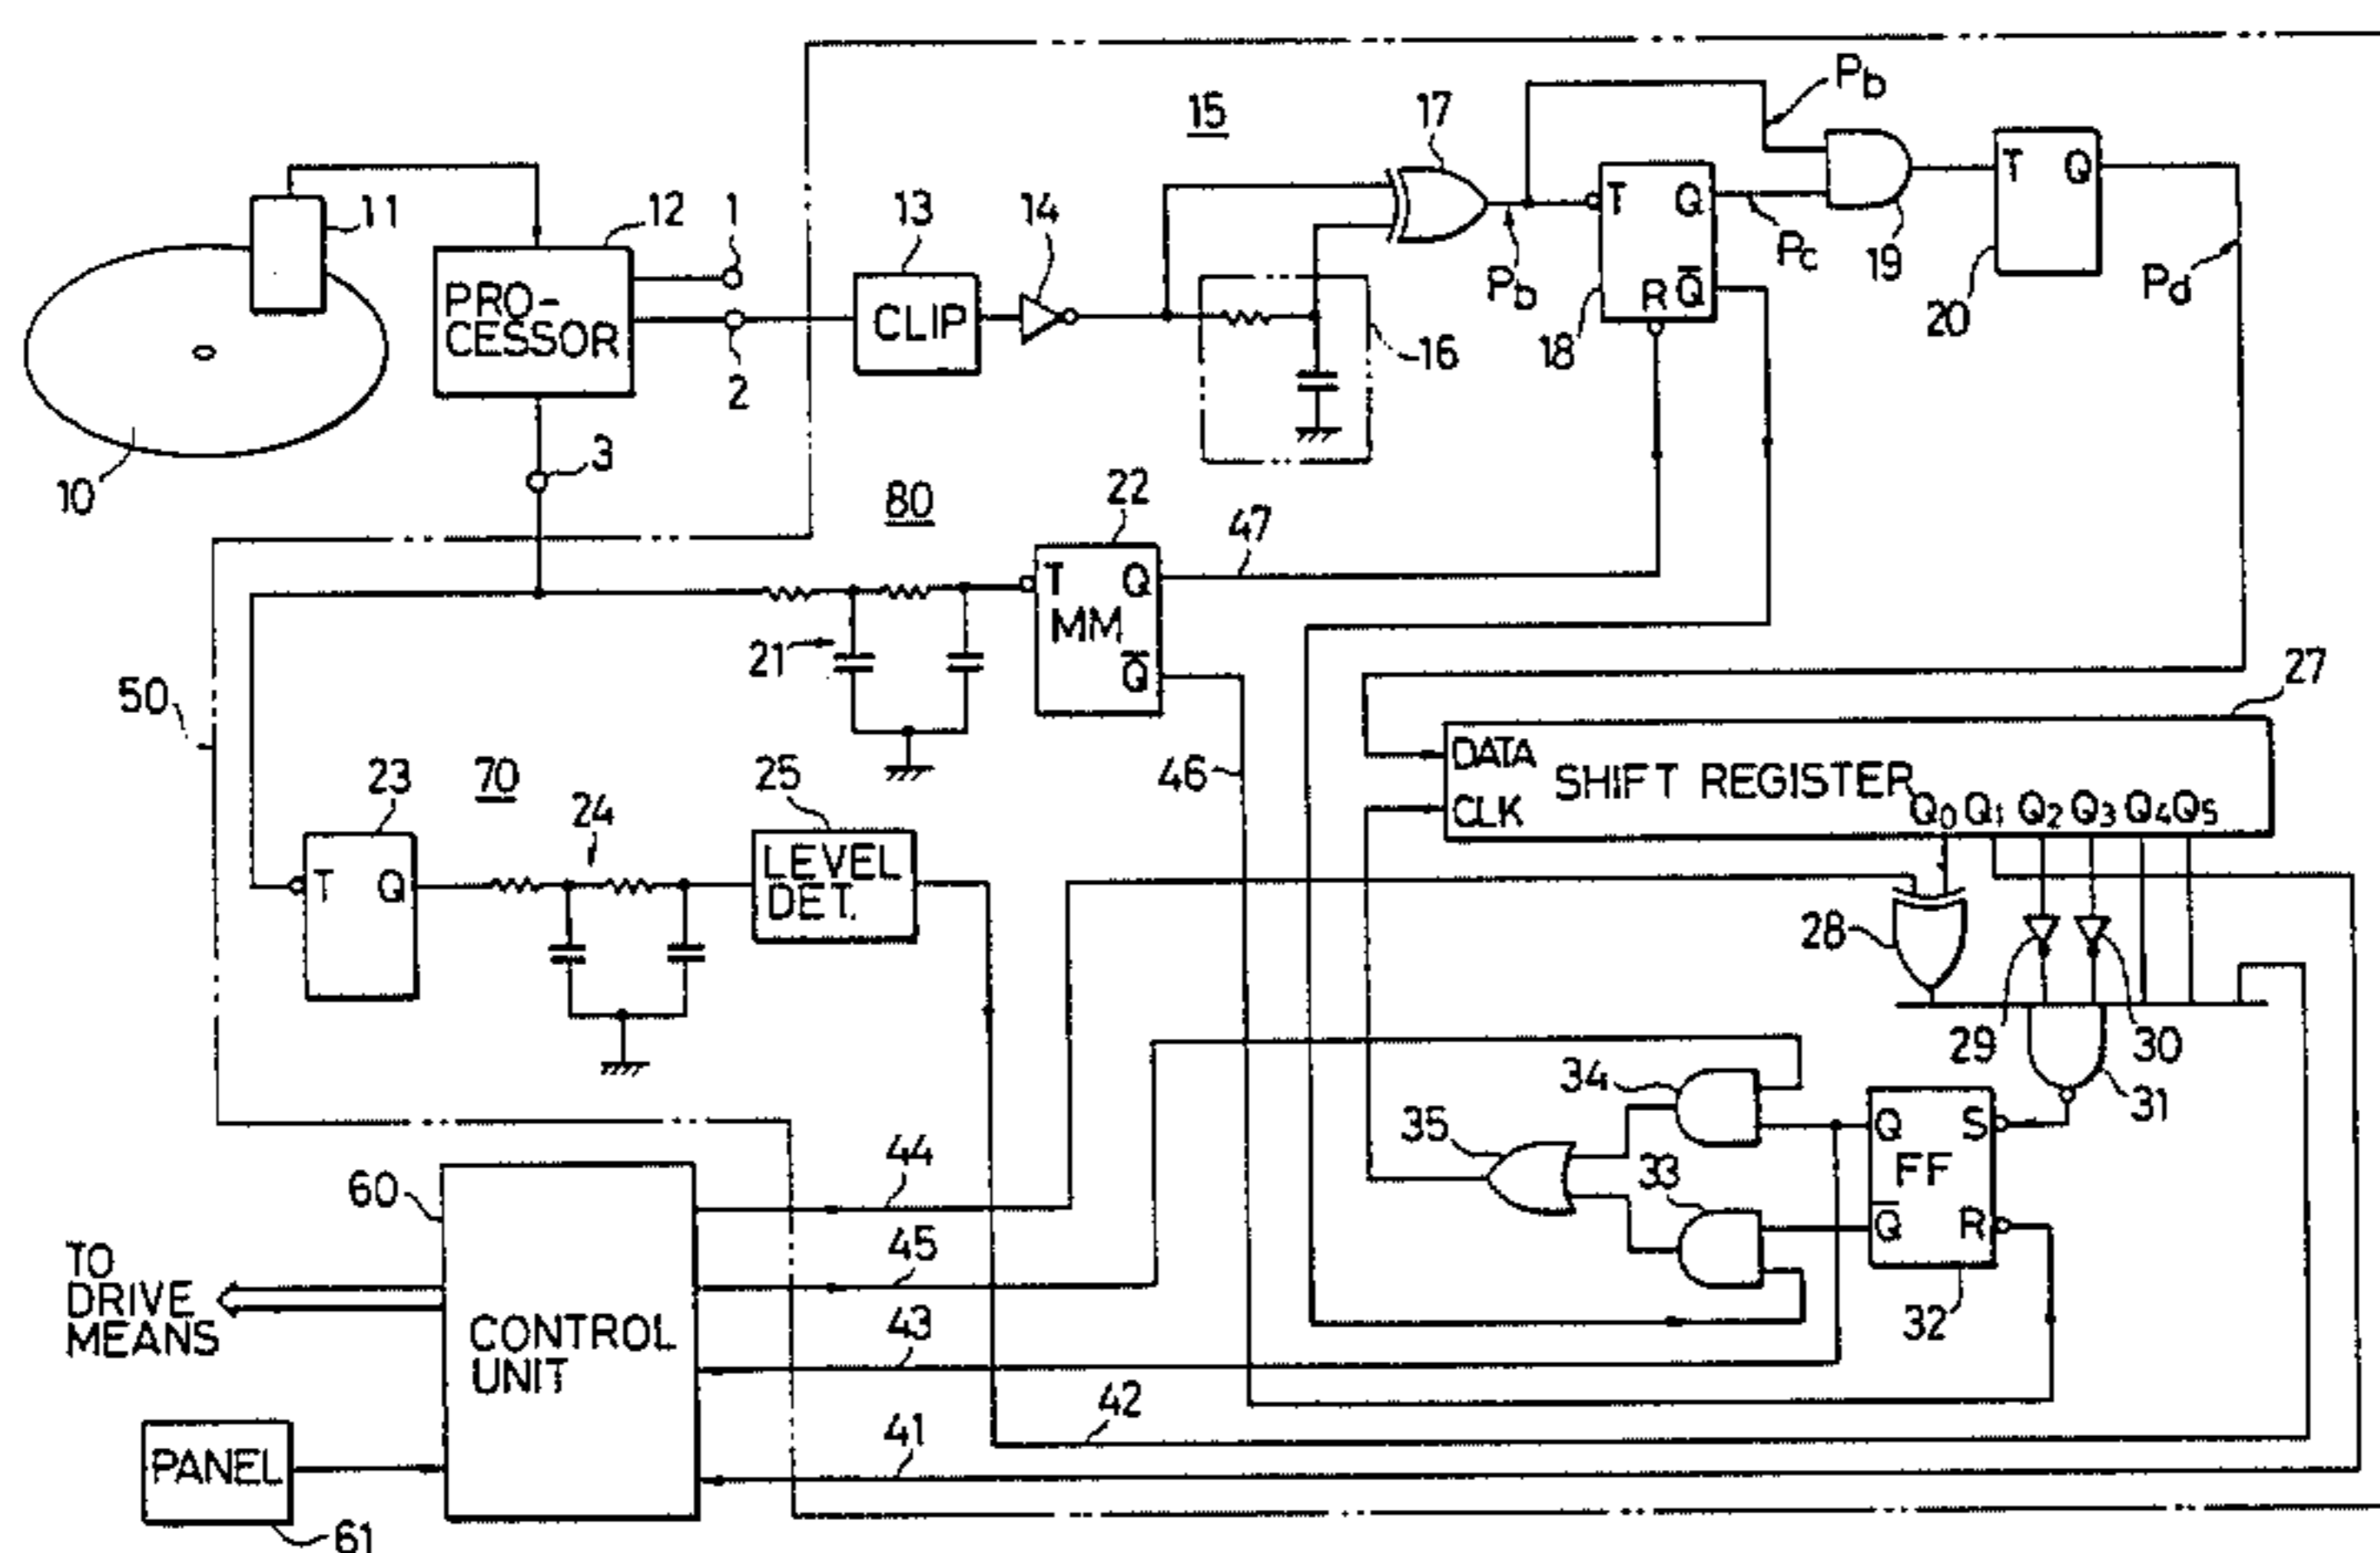 15
17
Pb
T Q
19
20
Pd
11
12
1
13
14
PRO-
CESSOR
2
CLIP
16
Pb
T Q
R Q̅
18
Pc
10
3
80
22
47
T Q
MM
Q̅
21
50
46
27
DATA
CLK
SHIFT REGISTER
Q0 Q1 Q2 Q3 Q4 Q5
23
70
24
25
T Q
LEVEL
DET.
28
29
30
31
34
35
33
Q S
FF
Q̅ R
32
60
44
45
43
42
41
TO
DRIVE
MEANS
CONTROL
UNIT
PANEL
61